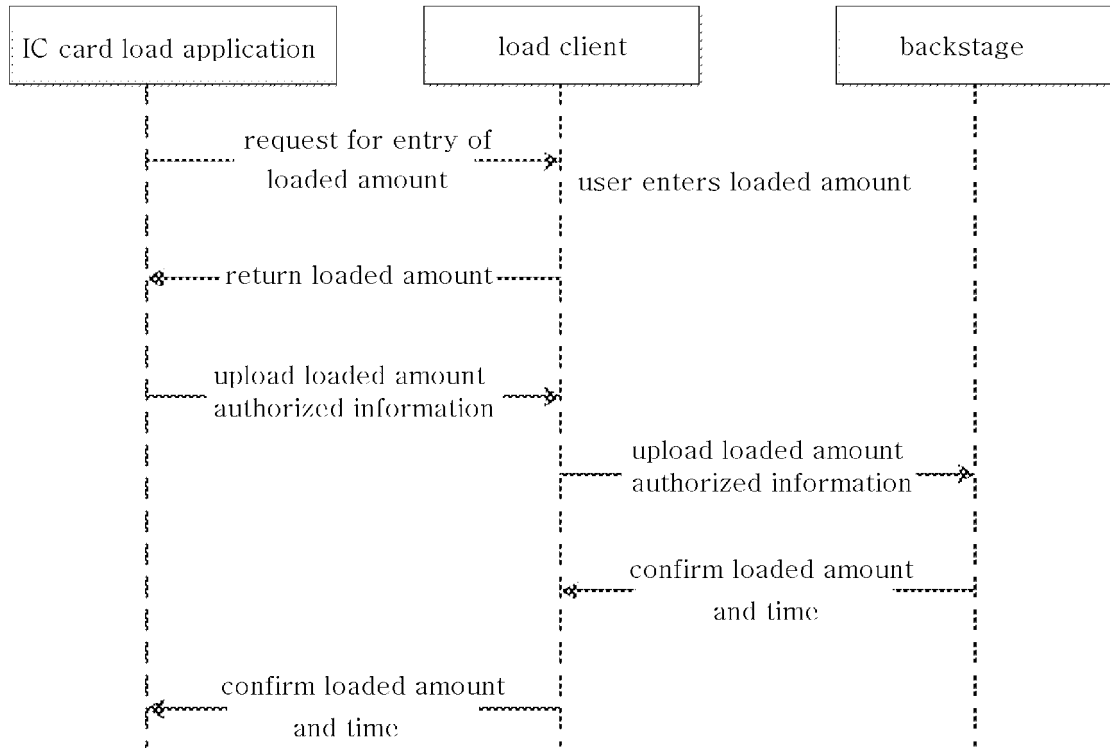 IC card load application
load client
backstage
request for entry of
loaded amount
user enters loaded amount
return loaded amount
upload loaded amount
authorized information
upload loaded amount
authorized information
confirm loaded amount
and time
confirm loaded amount
and time